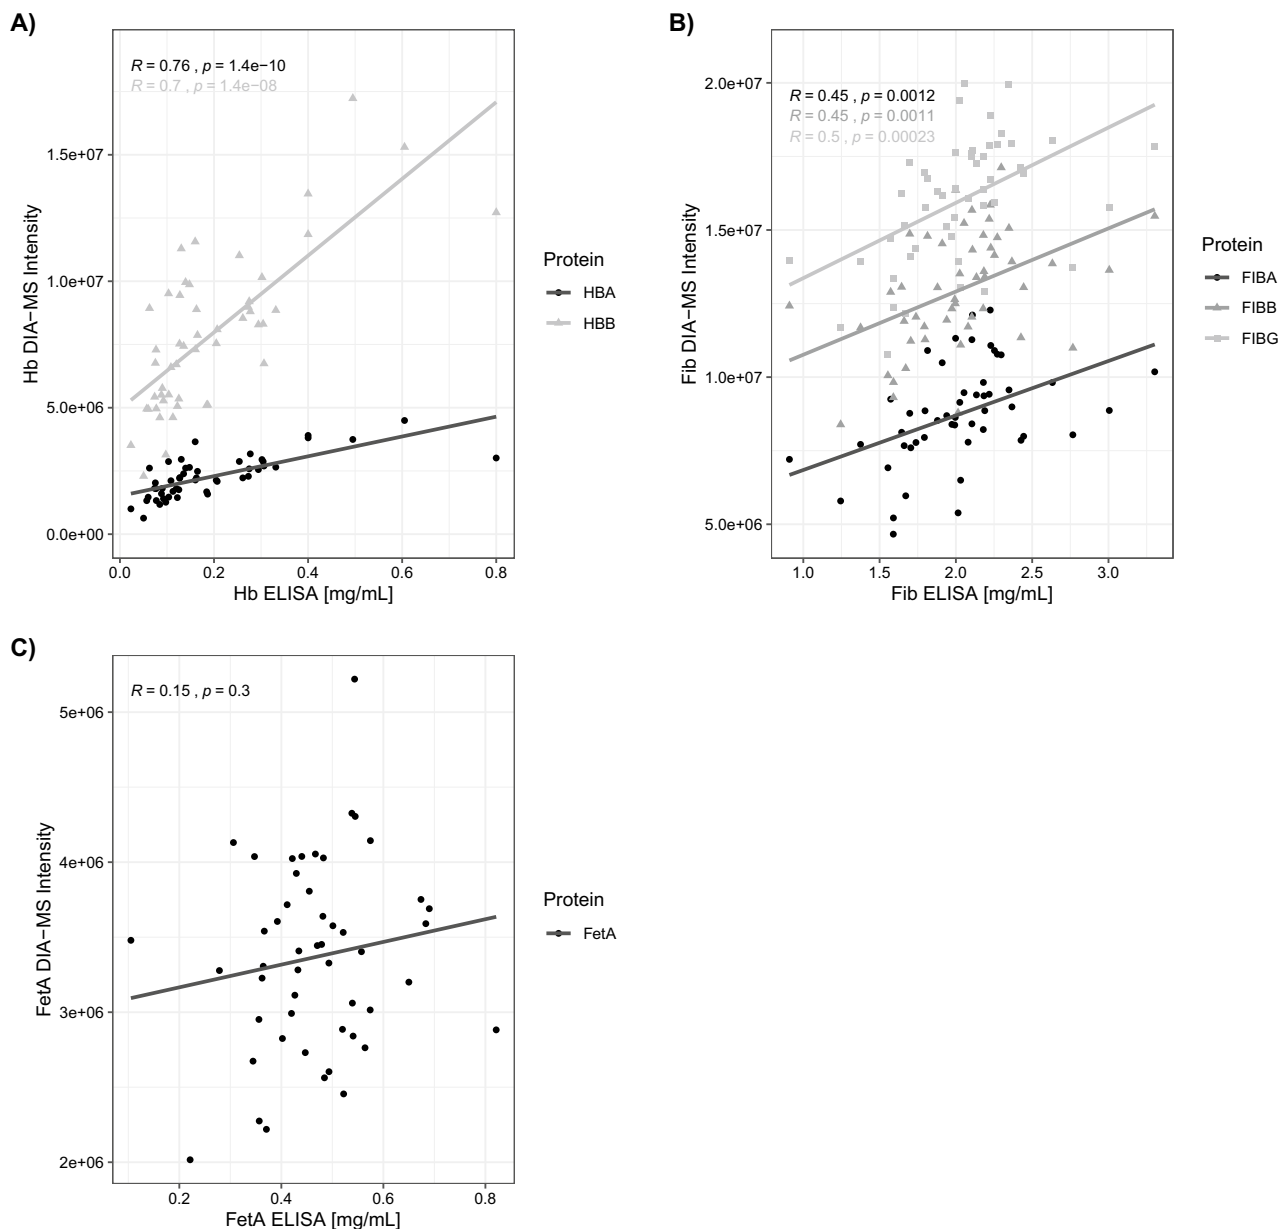 A)
R = 0.76 , p = 1.4e−10
R = 0.7 , p = 1.4e−08
Hb DIA−MS Intensity
1.5e+07
1.0e+07
5.0e+06
0.0e+00
0.0 0.2 0.4 0.6 0.8
Hb ELISA [mg/mL]
Protein
HBA
HBB
B)
R = 0.45 , p = 0.0012
R = 0.45 , p = 0.0011
R = 0.5 , p = 0.00023
Fib DIA−MS Intensity
2.0e+07
1.5e+07
1.0e+07
5.0e+06
1.0 1.5 2.0 2.5 3.0
Fib ELISA [mg/mL]
Protein
FIBA
FIBB
FIBG
C)
R = 0.15 , p = 0.3
FetA DIA−MS Intensity
5e+06
4e+06
3e+06
2e+06
0.2 0.4 0.6 0.8
FetA ELISA [mg/mL]
Protein
FetA